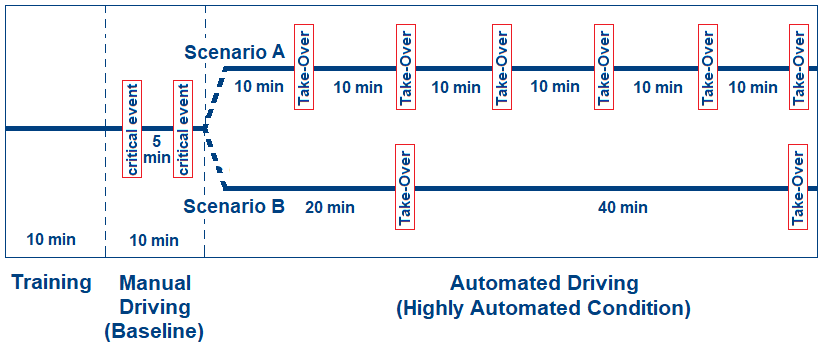 Scenario A
Take-Over
Take-Over
Take-Over
Take-Over
Take-Over
Take-Over
10 min
10 min
10 min
10 min
10 min
10 min
critical event
5
min
critical event
Scenario B
20 min
Take-Over
40 min
Take-Over
10 min
10 min
Training
Manual
Driving
(Baseline)
Automated Driving
(Highly Automated Condition)